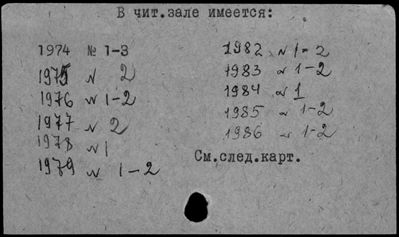 В чит.зале имеется:
1974 № 1-3
1975 № 2
1976 № 1-2
1977 № 2
1978 № 1
1979 № 1-2
1982 № 1-2
1983 № 1-2
1984 № 1
1985 № 1-2
1986 № 1-2
См.след.карт.